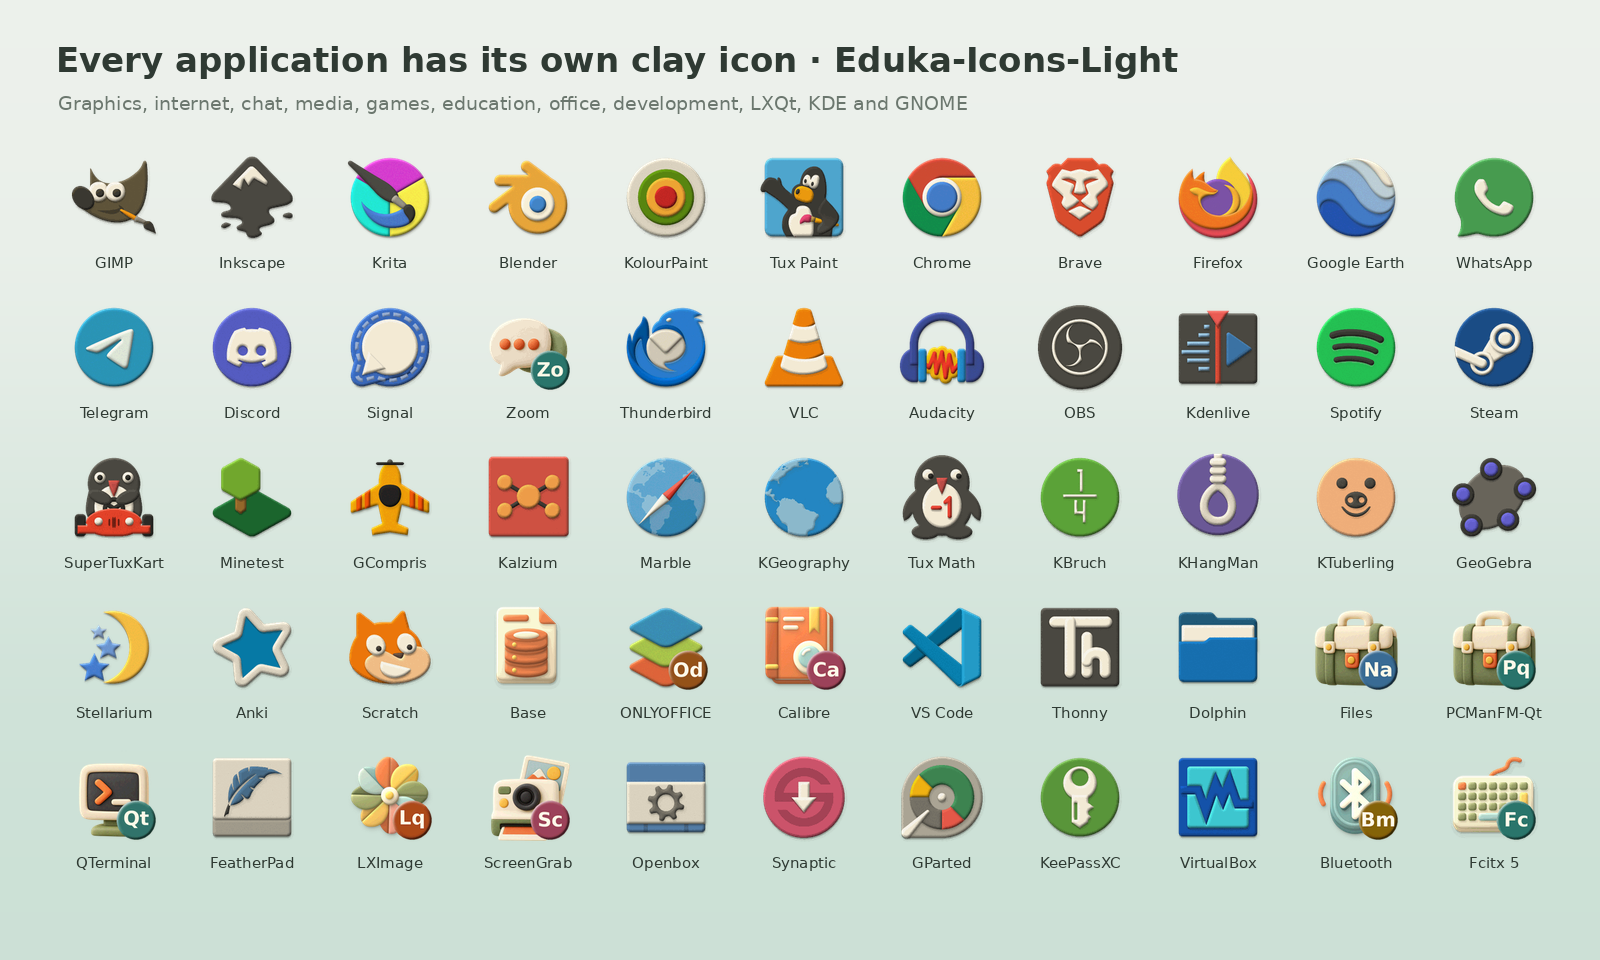 Every application has its own clay icon · Eduka-Icons-Light
Graphics, internet, chat, media, games, education, office, development, LXQt, KDE and GNOME
GIMP Inkscape Krita Blender KolourPaint Tux Paint Chrome Brave Firefox Google Earth WhatsApp
Zo
Telegram Discord Signal Zoom Thunderbird VLC Audacity OBS Kdenlive Spotify Steam
-1 1 4
SuperTuxKart Minetest GCompris Kalzium Marble KGeography Tux Math KBruch KHangMan KTuberling GeoGebra
Od Ca Th Na Pq
Stellarium Anki Scratch Base ONLYOFFICE Calibre VS Code Thonny Dolphin Files PCManFM-Qt
Qt Lq Sc Bm Fc
QTerminal FeatherPad LXImage ScreenGrab Openbox Synaptic GParted KeePassXC VirtualBox Bluetooth Fcitx 5